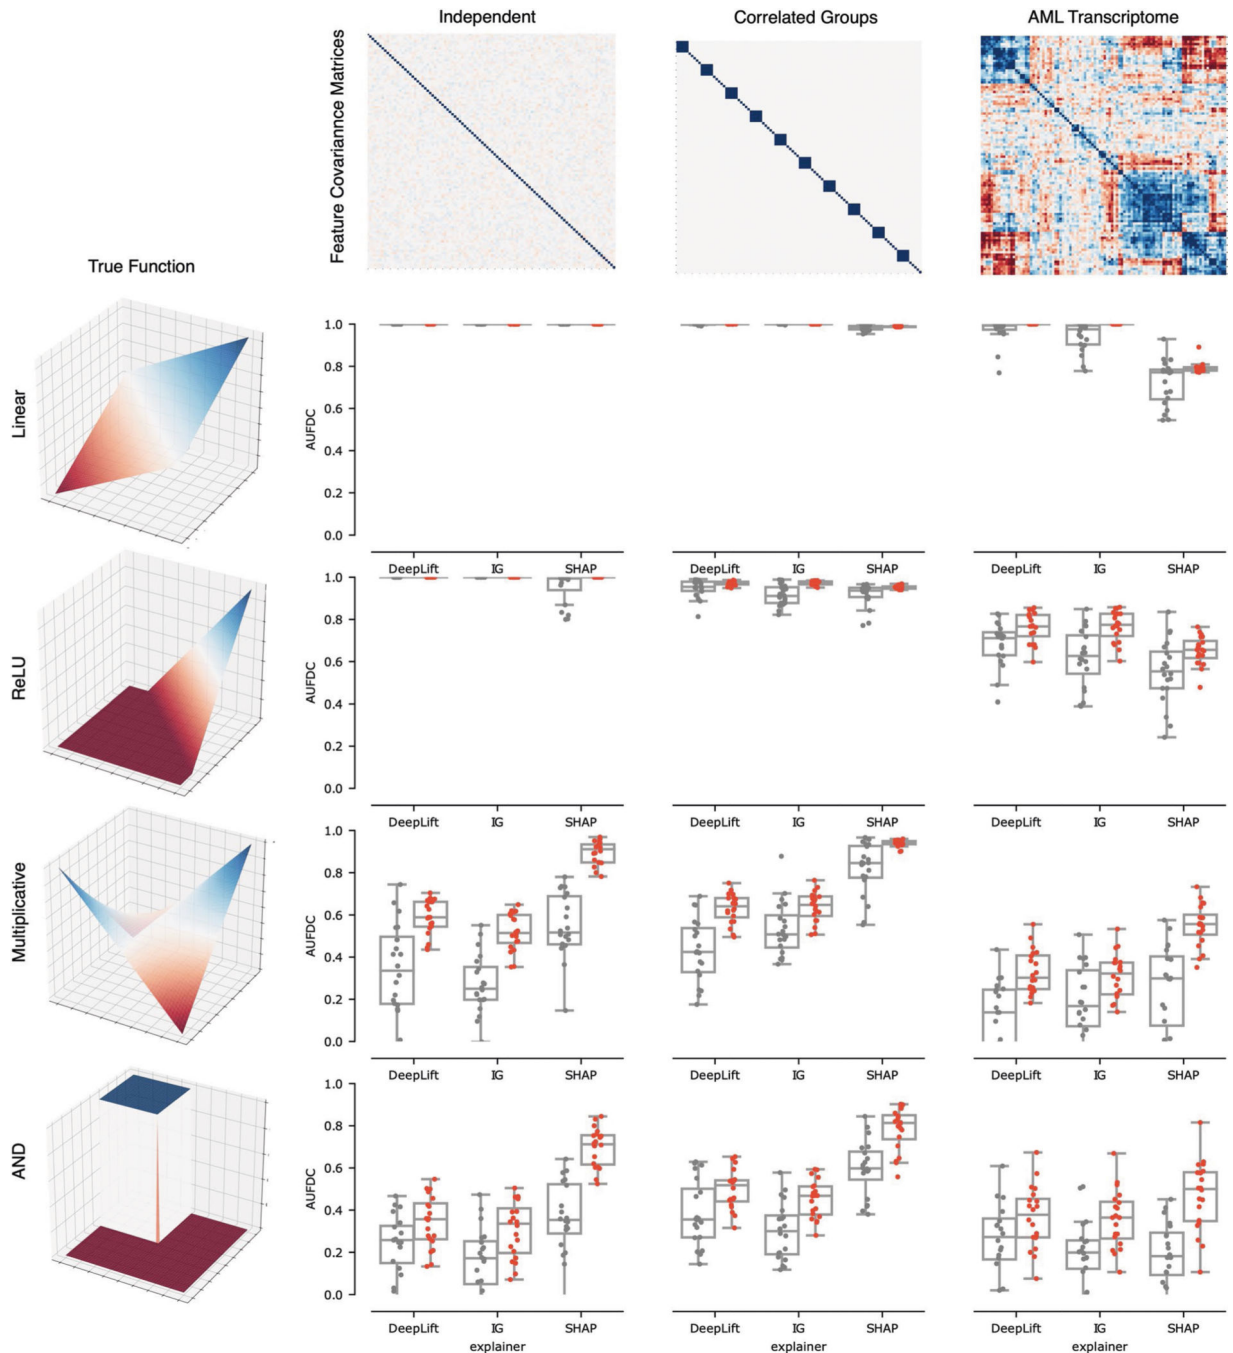 Independent
Correlated Groups
AML Transcriptome
Feature Covariannce Matrices
True Function
Linear
AUFDC
1.0
0.8
0.6
0.4
0.2
0.0
DeepLift IG SHAP
DeepLift IG SHAP
DeepLift IG SHAP
ReLU
AUFDC
1.0
0.8
0.6
0.4
0.2
0.0
DeepLift IG SHAP
DeepLift IG SHAP
DeepLift IG SHAP
Multiplicative
AUFDC
1.0
0.8
0.6
0.4
0.2
0.0
DeepLift IG SHAP
DeepLift IG SHAP
DeepLift IG SHAP
AND
AUFDC
1.0
0.8
0.6
0.4
0.2
0.0
DeepLift IG SHAP
DeepLift IG SHAP
DeepLift IG SHAP
explainer
explainer
explainer